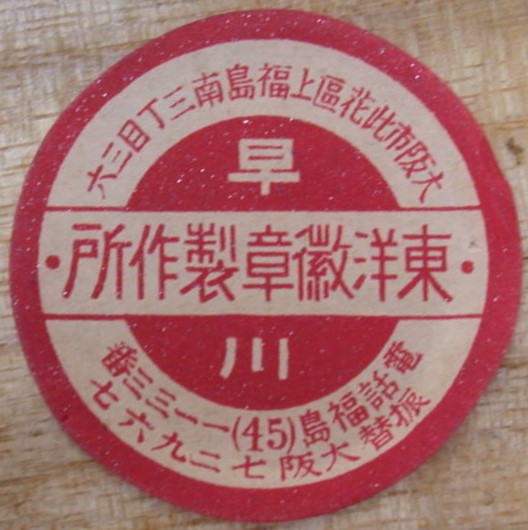 大阪市此花區上福島南三丁目三六
早
東洋徽章製作所
川
電話福島(45)一一三三番
振替大阪七二九六七